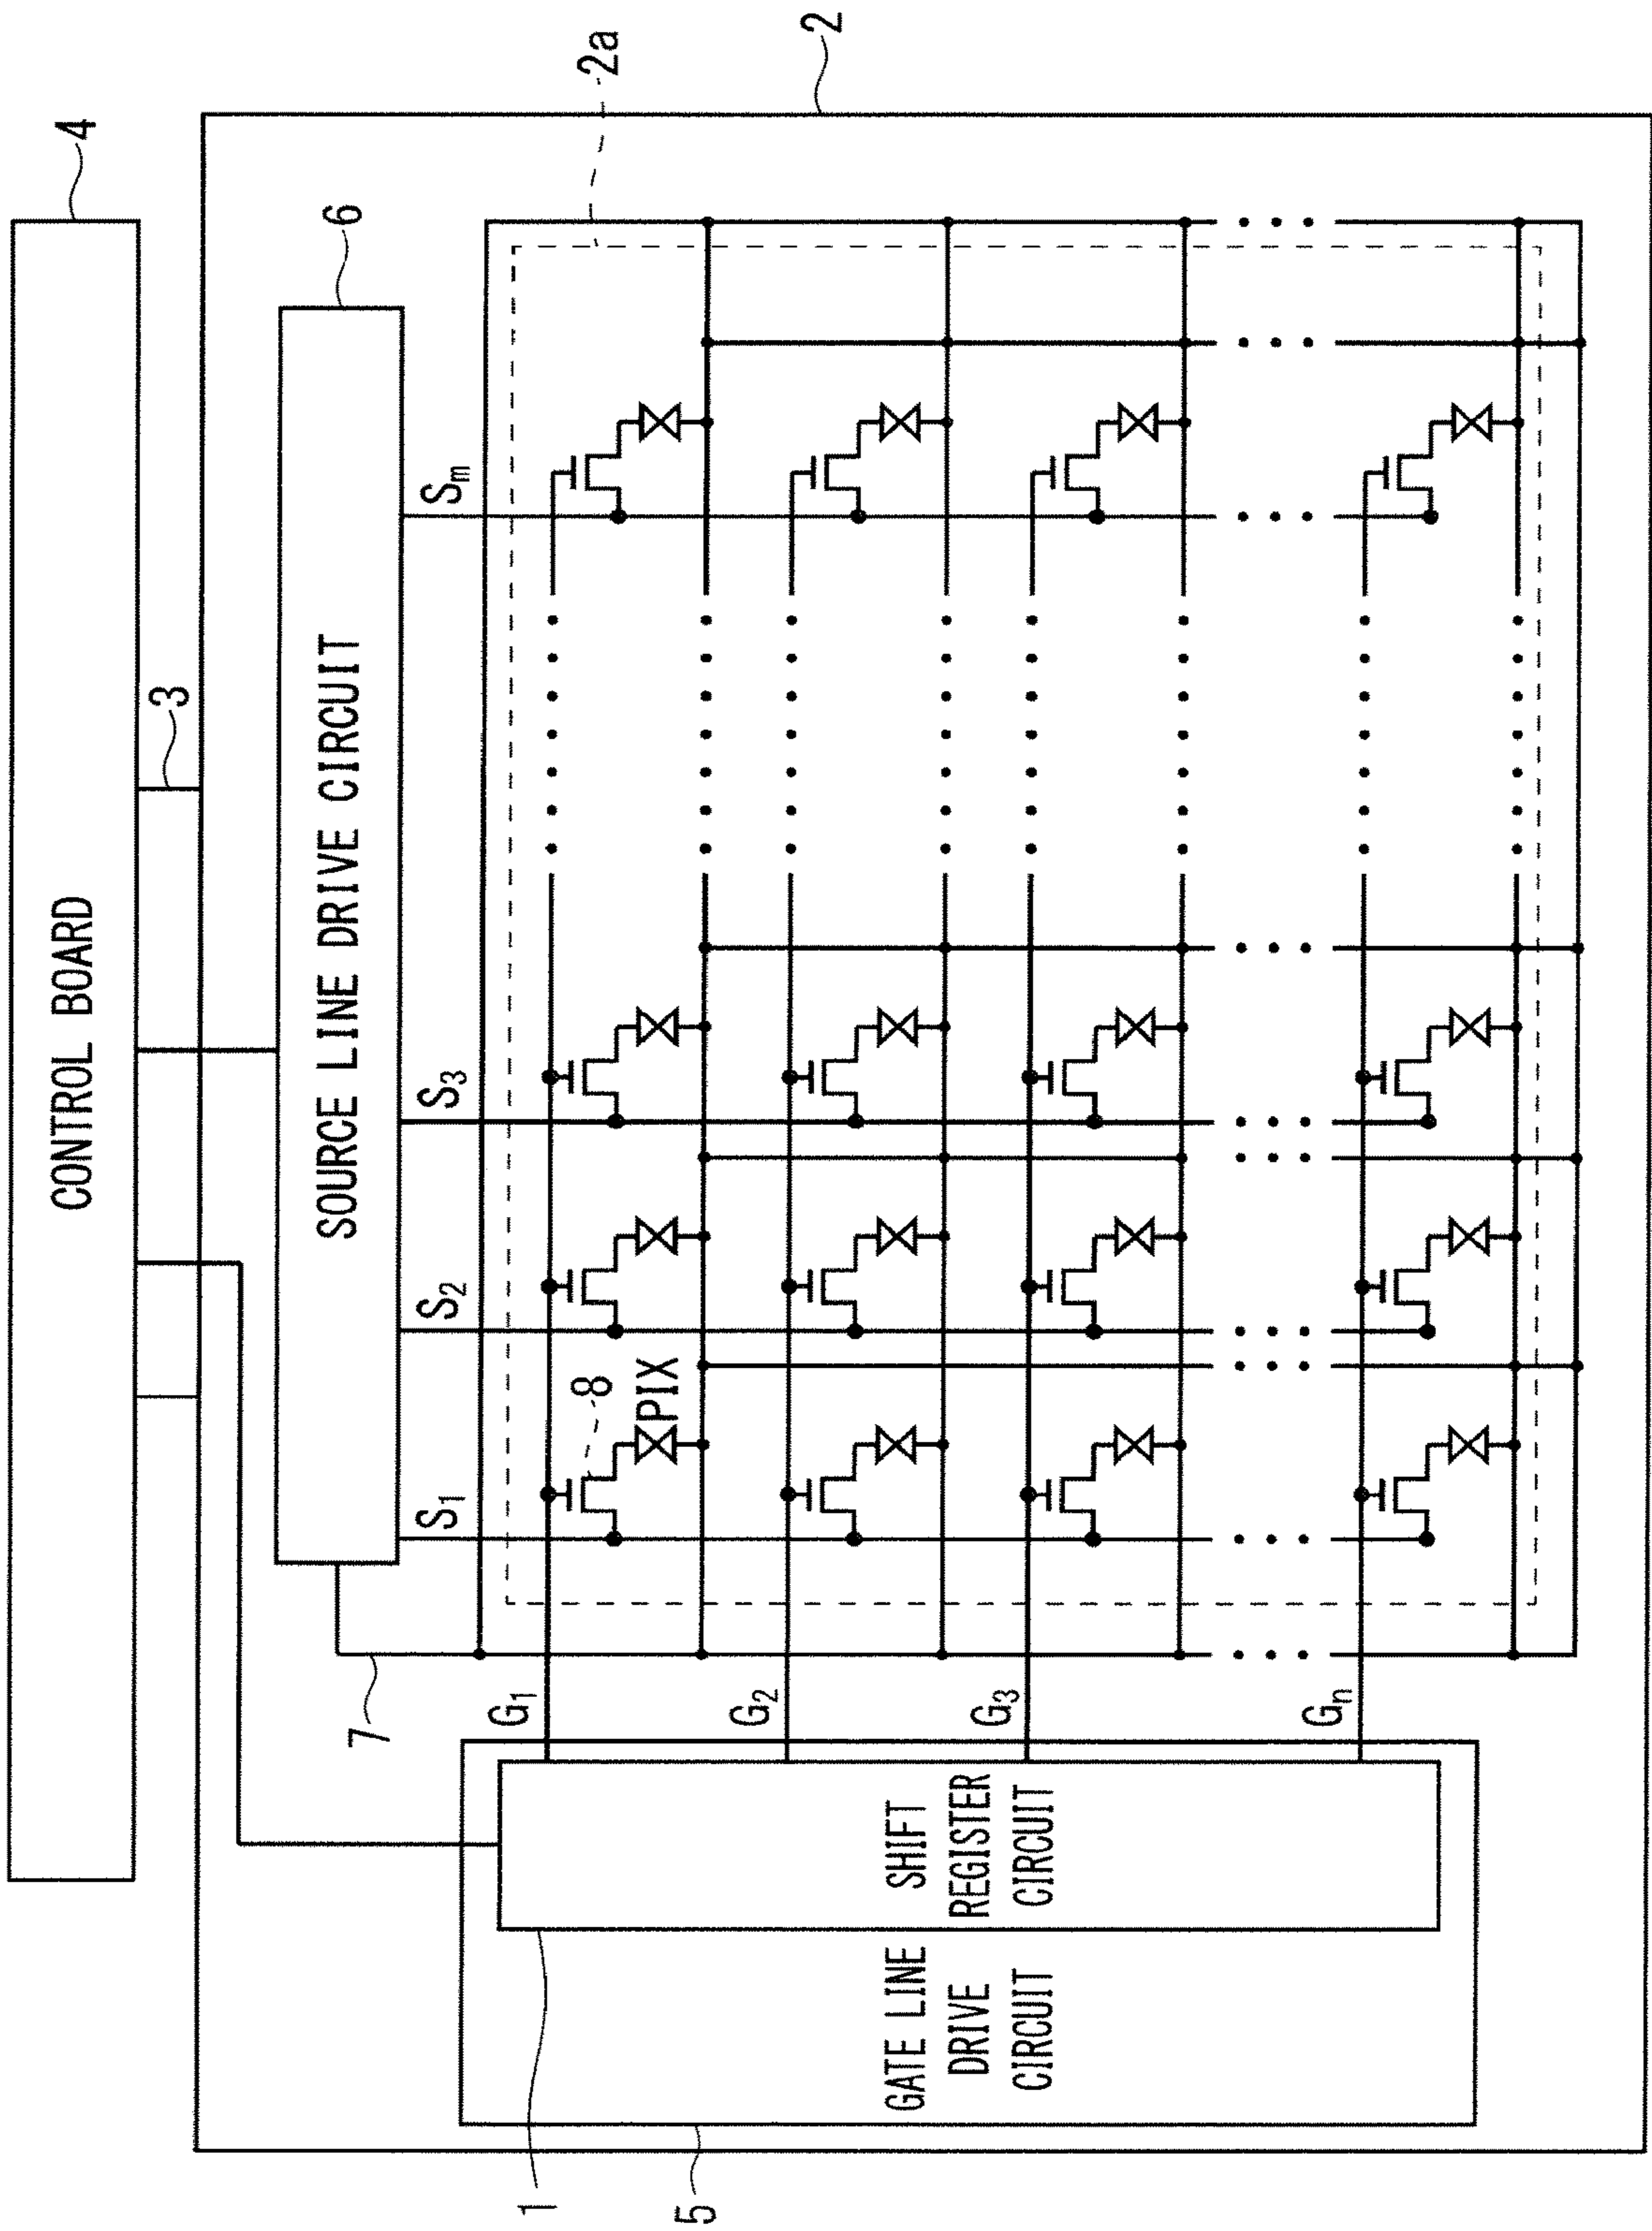 4
CONTROL BOARD
3
6
SOURCE LINE DRIVE CIRCUIT
2a
2
7
S1
S2
S3
Sm
G1
8
PIX
G2
G3
Gn
SHIFT
REGISTER
CIRCUIT
GATE LINE
DRIVE
CIRCUIT
1
5